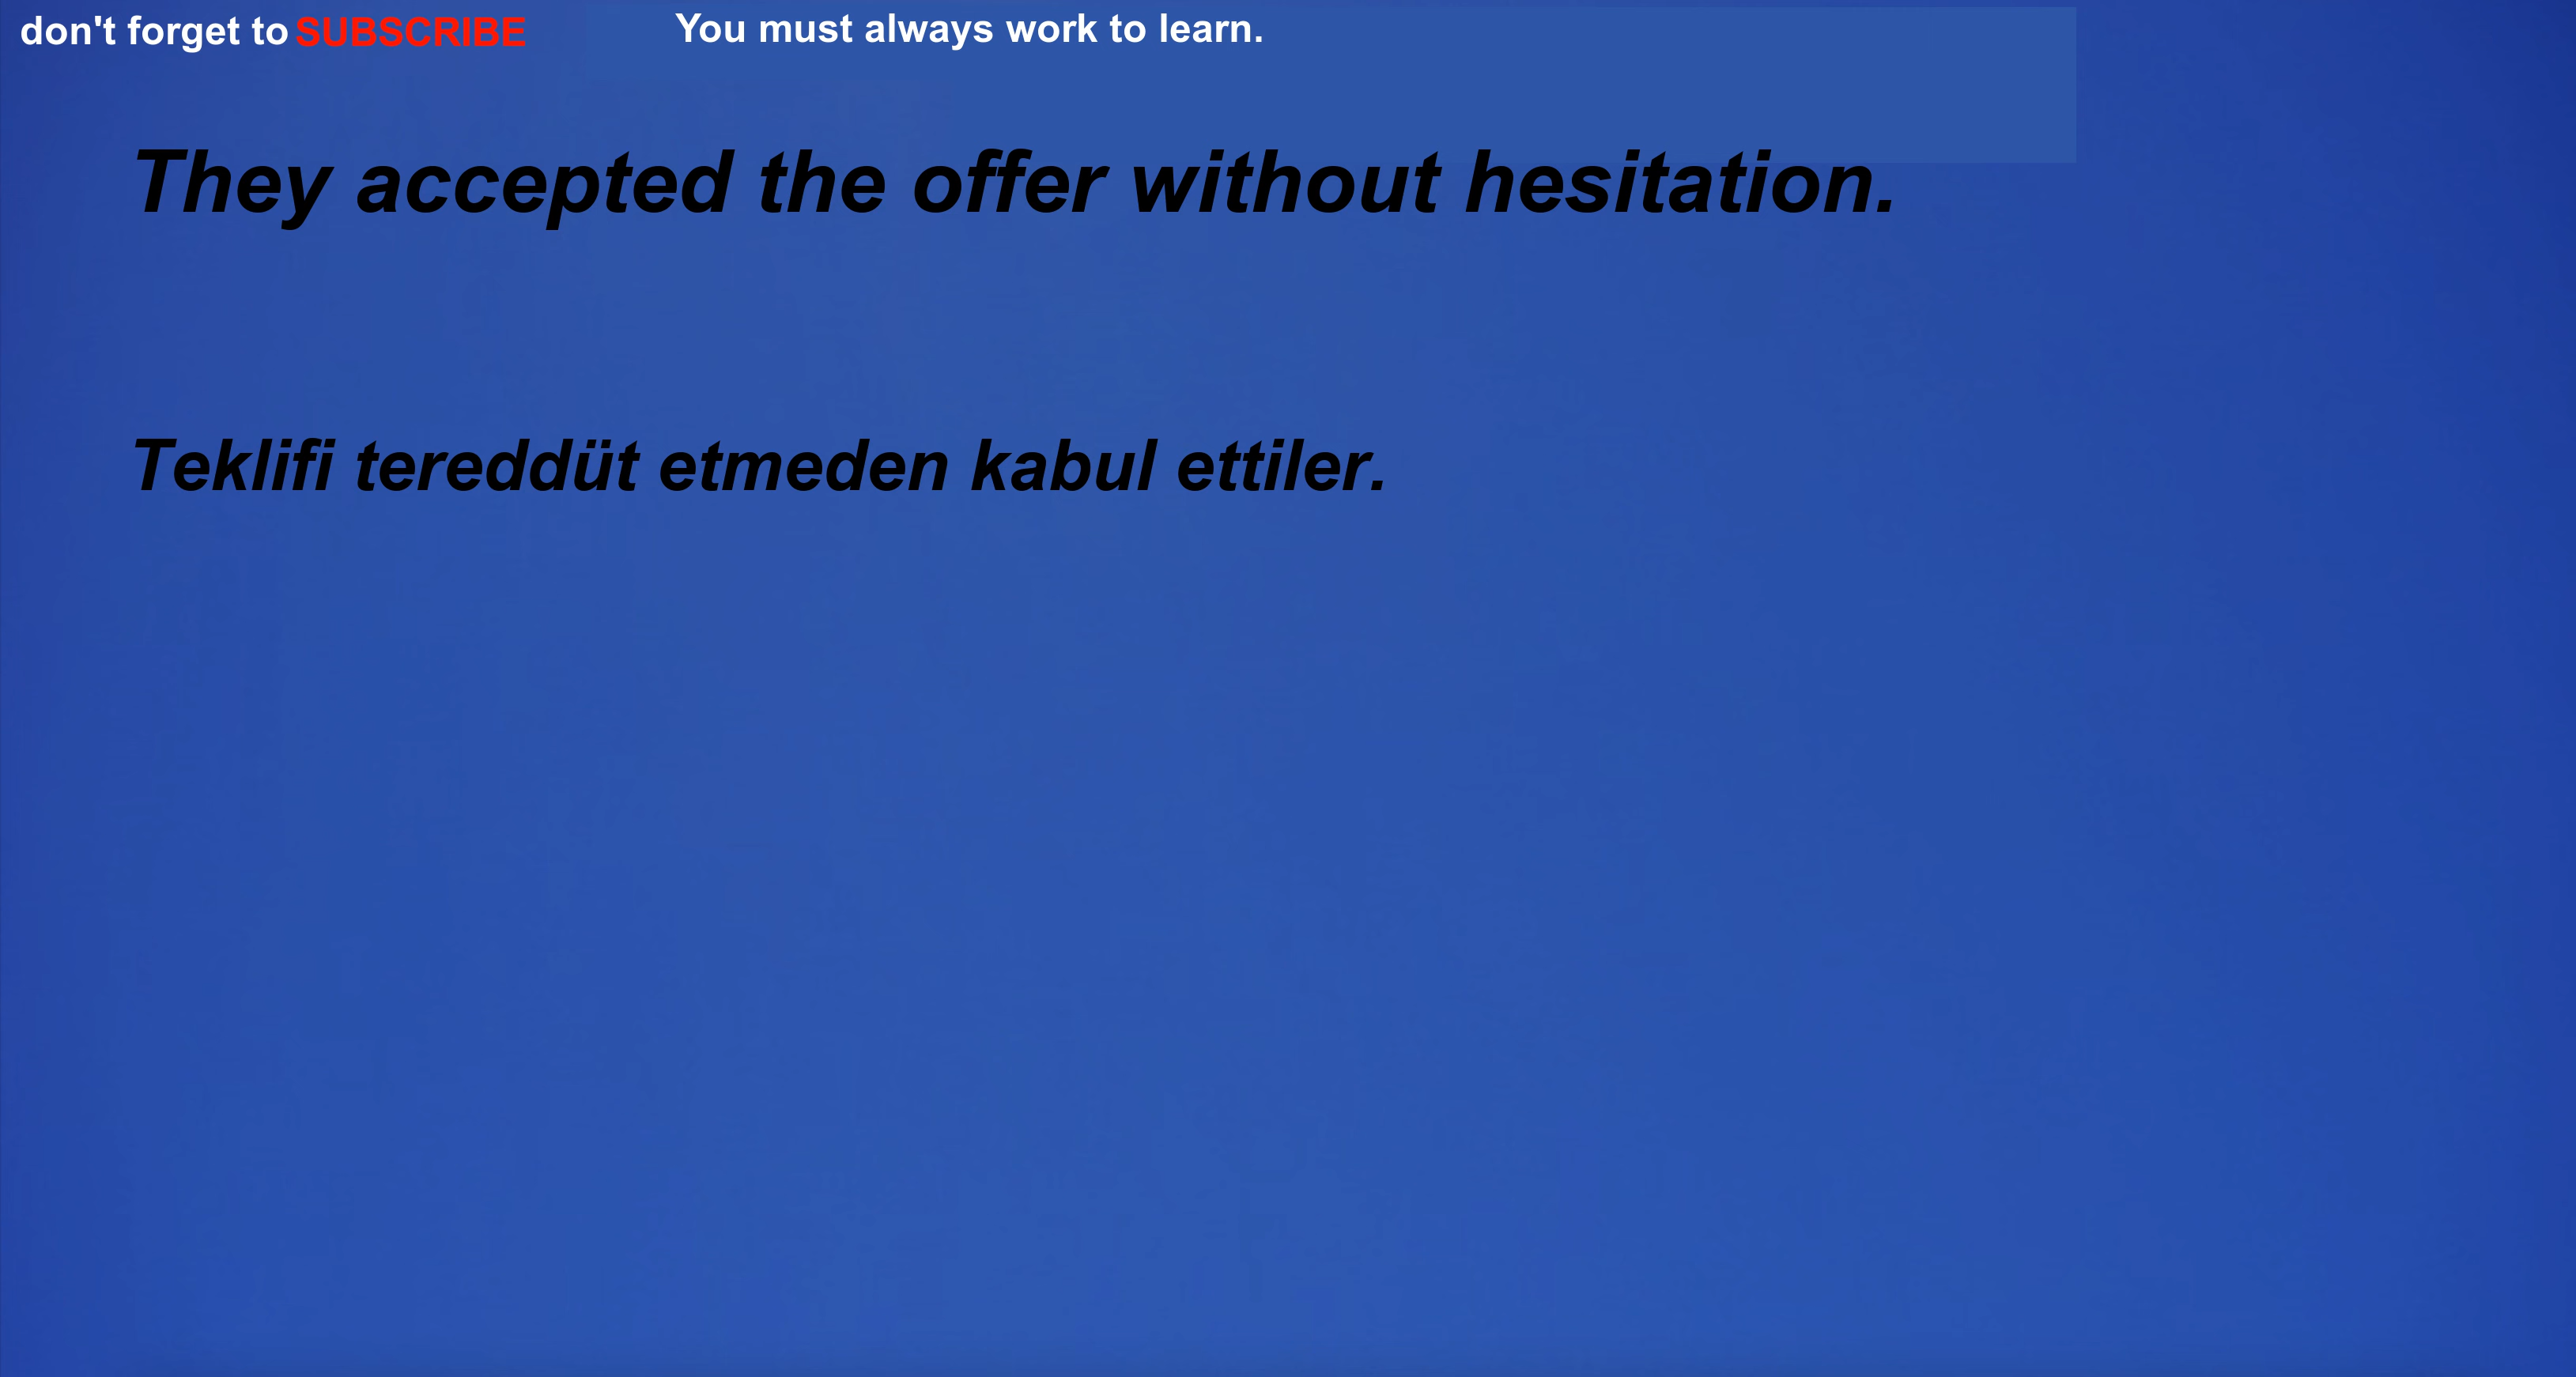 don't forget to SUBSCRIBE
You must always work to learn.
They accepted the offer without hesitation.
Teklifi tereddüt etmeden kabul ettiler.